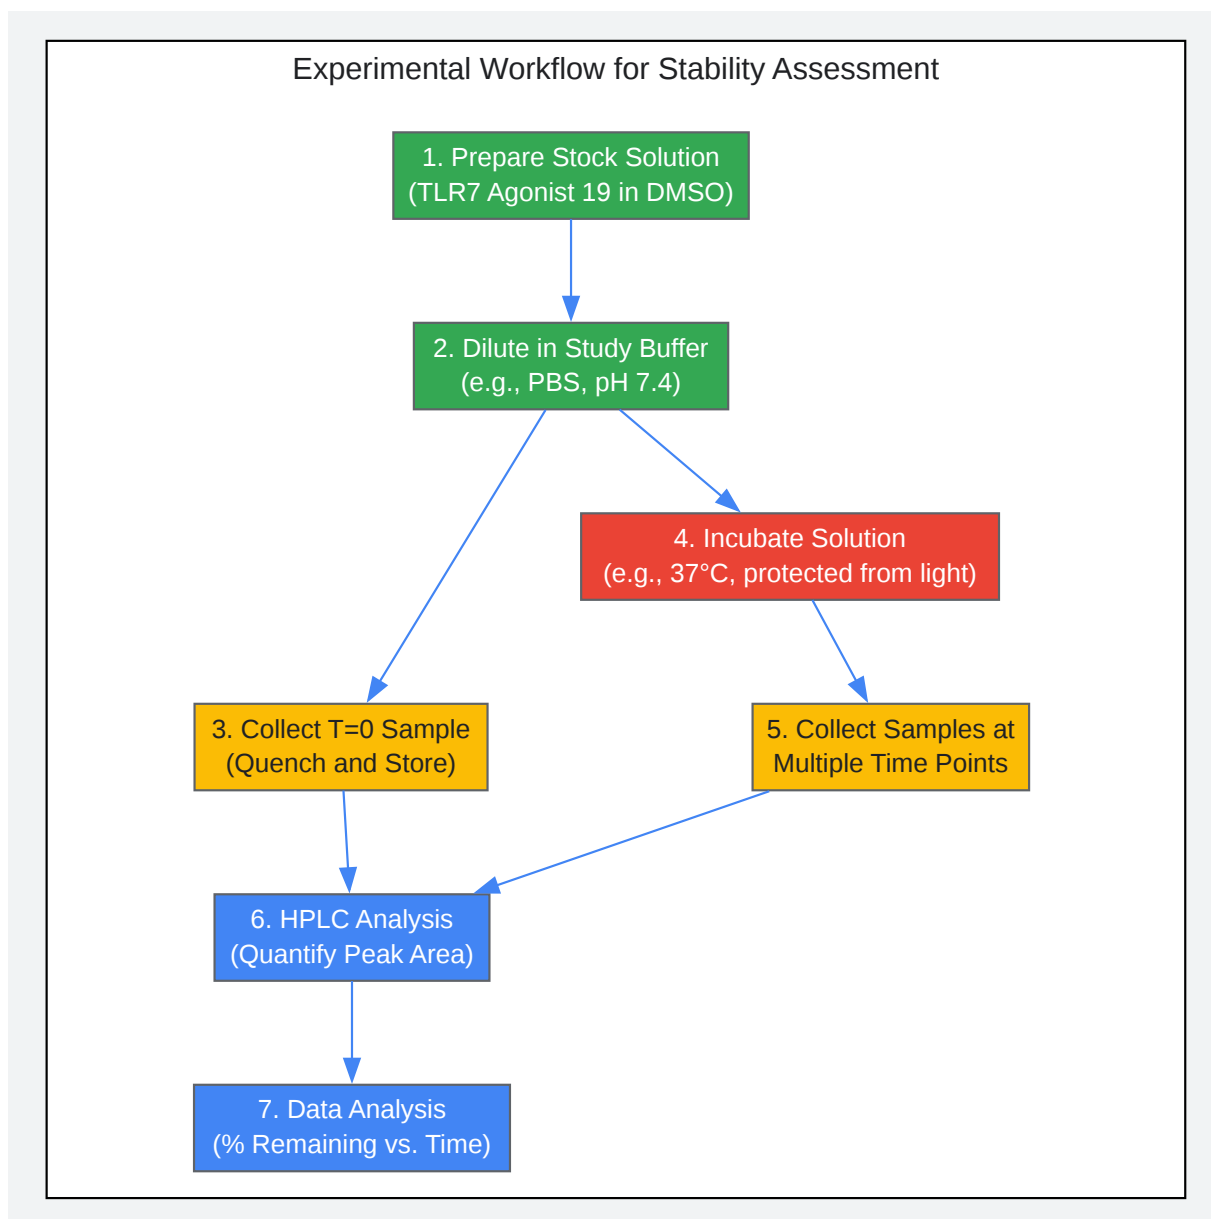 Experimental Workflow for Stability Assessment
1. Prepare Stock Solution
(TLR7 Agonist 19 in DMSO)
2. Dilute in Study Buffer
(e.g., PBS, pH 7.4)
4. Incubate Solution
(e.g., 37°C, protected from light)
3. Collect T=0 Sample
(Quench and Store)
5. Collect Samples at
Multiple Time Points
6. HPLC Analysis
(Quantify Peak Area)
7. Data Analysis
(% Remaining vs. Time)